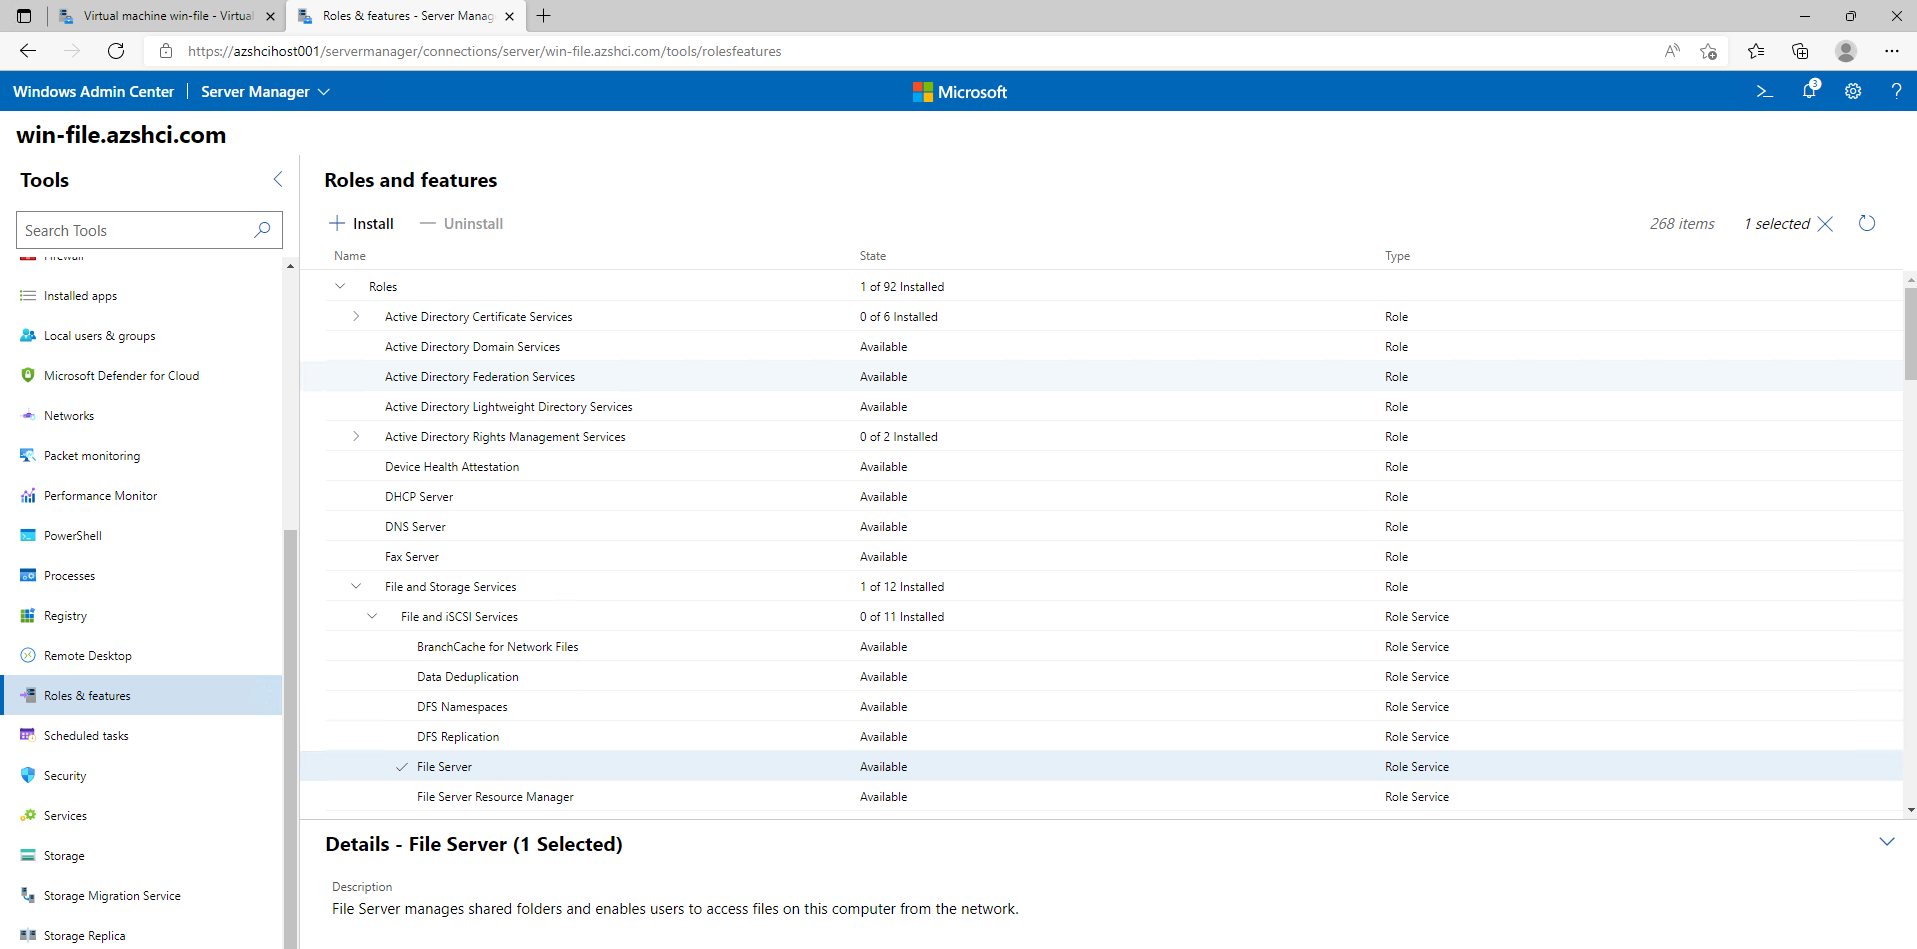 Virtual machine win-file - Virtual
Roles & features - Server Manag
https://azshcihost001/servermanager/connections/server/win-file.azshci.com/tools/rolesfeatures
Windows Admin Center
Server Manager
Microsoft
3
win-file.azshci.com
Tools
Search Tools
Firewall
Installed apps
Local users & groups
Microsoft Defender for Cloud
Networks
Packet monitoring
Performance Monitor
PowerShell
Processes
Registry
Remote Desktop
Roles & features
Scheduled tasks
Security
Services
Storage
Storage Migration Service
Storage Replica
Roles and features
Install
Uninstall
268 items
1 selected
Name State Type
Roles 1 of 92 Installed
Active Directory Certificate Services 0 of 6 Installed Role
Active Directory Domain Services Available Role
Active Directory Federation Services Available Role
Active Directory Lightweight Directory Services Available Role
Active Directory Rights Management Services 0 of 2 Installed Role
Device Health Attestation Available Role
DHCP Server Available Role
DNS Server Available Role
Fax Server Available Role
File and Storage Services 1 of 12 Installed Role
File and iSCSI Services 0 of 11 Installed Role Service
BranchCache for Network Files Available Role Service
Data Deduplication Available Role Service
DFS Namespaces Available Role Service
DFS Replication Available Role Service
File Server Available Role Service
File Server Resource Manager Available Role Service
Details - File Server (1 Selected)
Description
File Server manages shared folders and enables users to access files on this computer from the network.